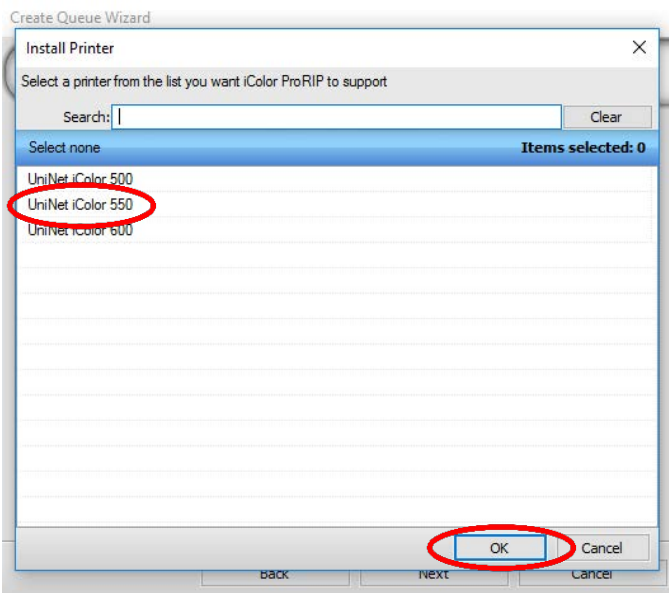 Create Queue Wizard
Install Printer
Select a printer from the list you want iColor ProRIP to support
Search:
Clear
Select none Items selected: 0
UniNet iColor 500
UniNet iColor 550
UniNet iColor 600
OK Cancel
Back Next Cancel